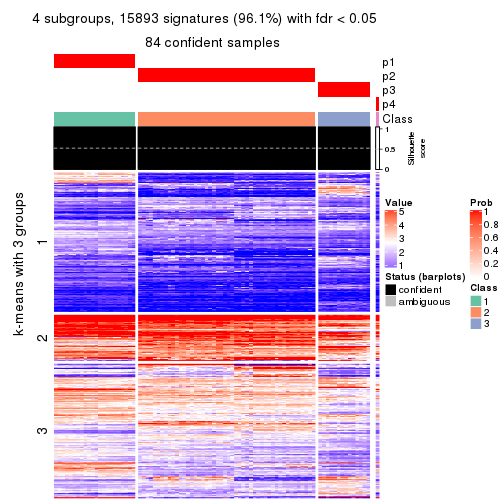 4 subgroups, 15893 signatures (96.1%) with fdr < 0.05
84 confident samples
p1
p2
p3
p4
Class
1
0.5
0
Silhouette
score
k-means with 3 groups
1
2
3
Value
5
4
3
2
1
Status (barplots)
confident
ambiguous
Prob
1
0.8
0.6
0.4
0.2
0
Class
1
2
3